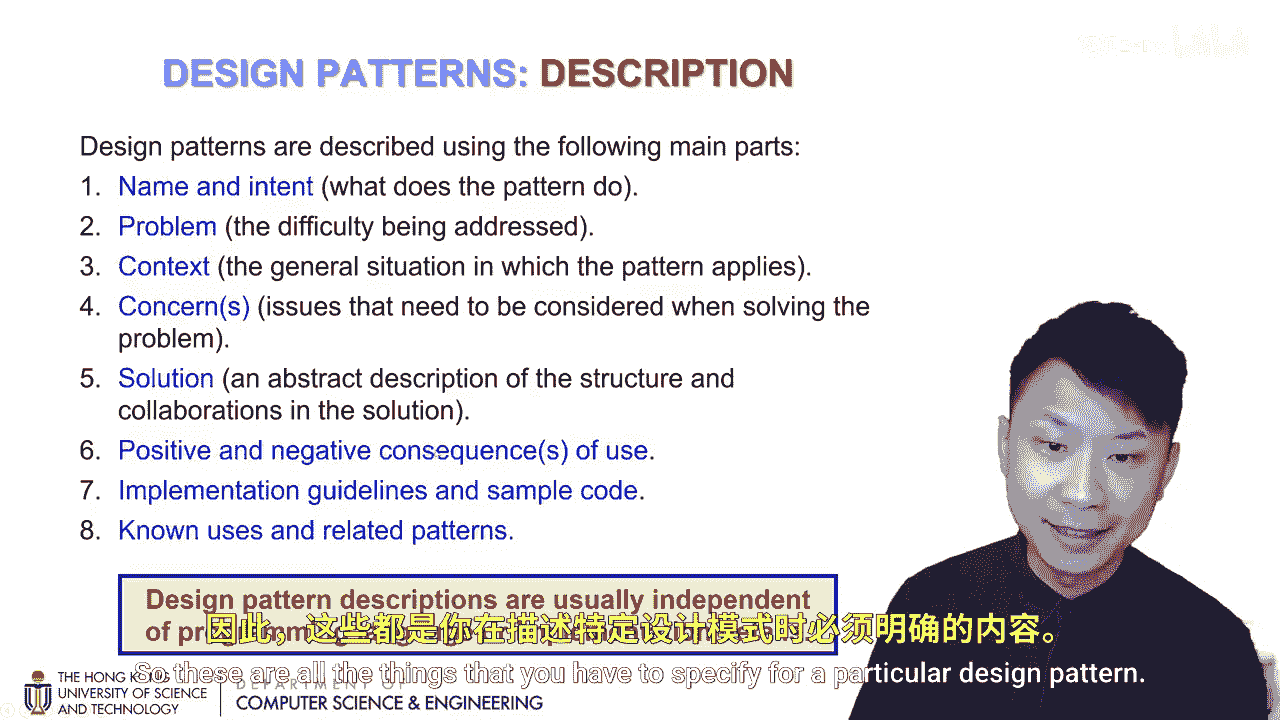 DESIGN PATTERNS: DESCRIPTION
Design patterns are described using the following main parts:
1. Name and intent (what does the pattern do).
2. Problem (the difficulty being addressed).
3. Context (the general situation in which the pattern applies).
4. Concern(s) (issues that need to be considered when solving the
problem).
5. Solution (an abstract description of the structure and
collaborations in the solution).
6. Positive and negative consequence(s) of use.
7. Implementation guidelines and sample code.
8. Known uses and related patterns.
Design pattern descriptions are usually independent
of
因此，这些都是你在描述特定设计模式时必须明确的内容。
So these are all the things that you have to specify for a particular design pattern.
THE HONG KONG
UNIVERSITY OF SCIENCE
AND TECHNOLOGY
DEPARTMENT OF
COMPUTER SCIENCE & ENGINEERING